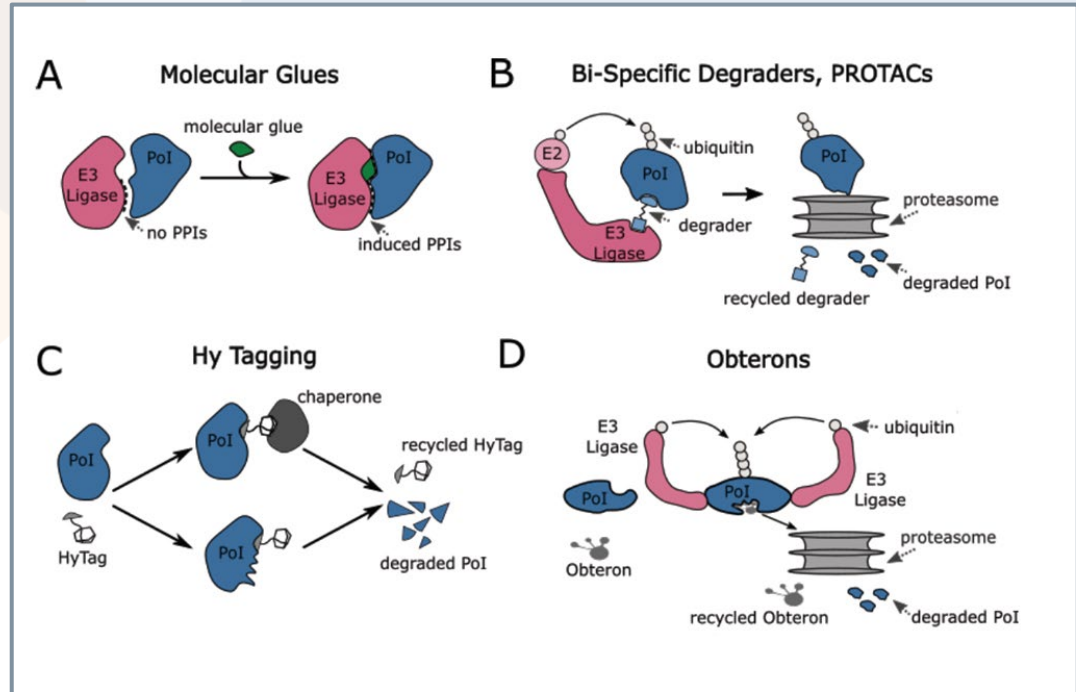 A
Molecular Glues
molecular glue
E3
Ligase
PoI
no PPIs
E3
Ligase
PoI
induced PPIs
B
Bi-Specific Degraders, PROTACs
E2
ubiquitin
PoI
degrader
E3
Ligase
PoI
proteasome
degraded PoI
recycled degrader
C
Hy Tagging
PoI
HyTag
PoI
chaperone
PoI
recycled HyTag
degraded PoI
D
Obterons
E3
Ligase
ubiquitin
PoI
PoI
E3
Ligase
Obteron
proteasome
recycled Obteron
degraded PoI